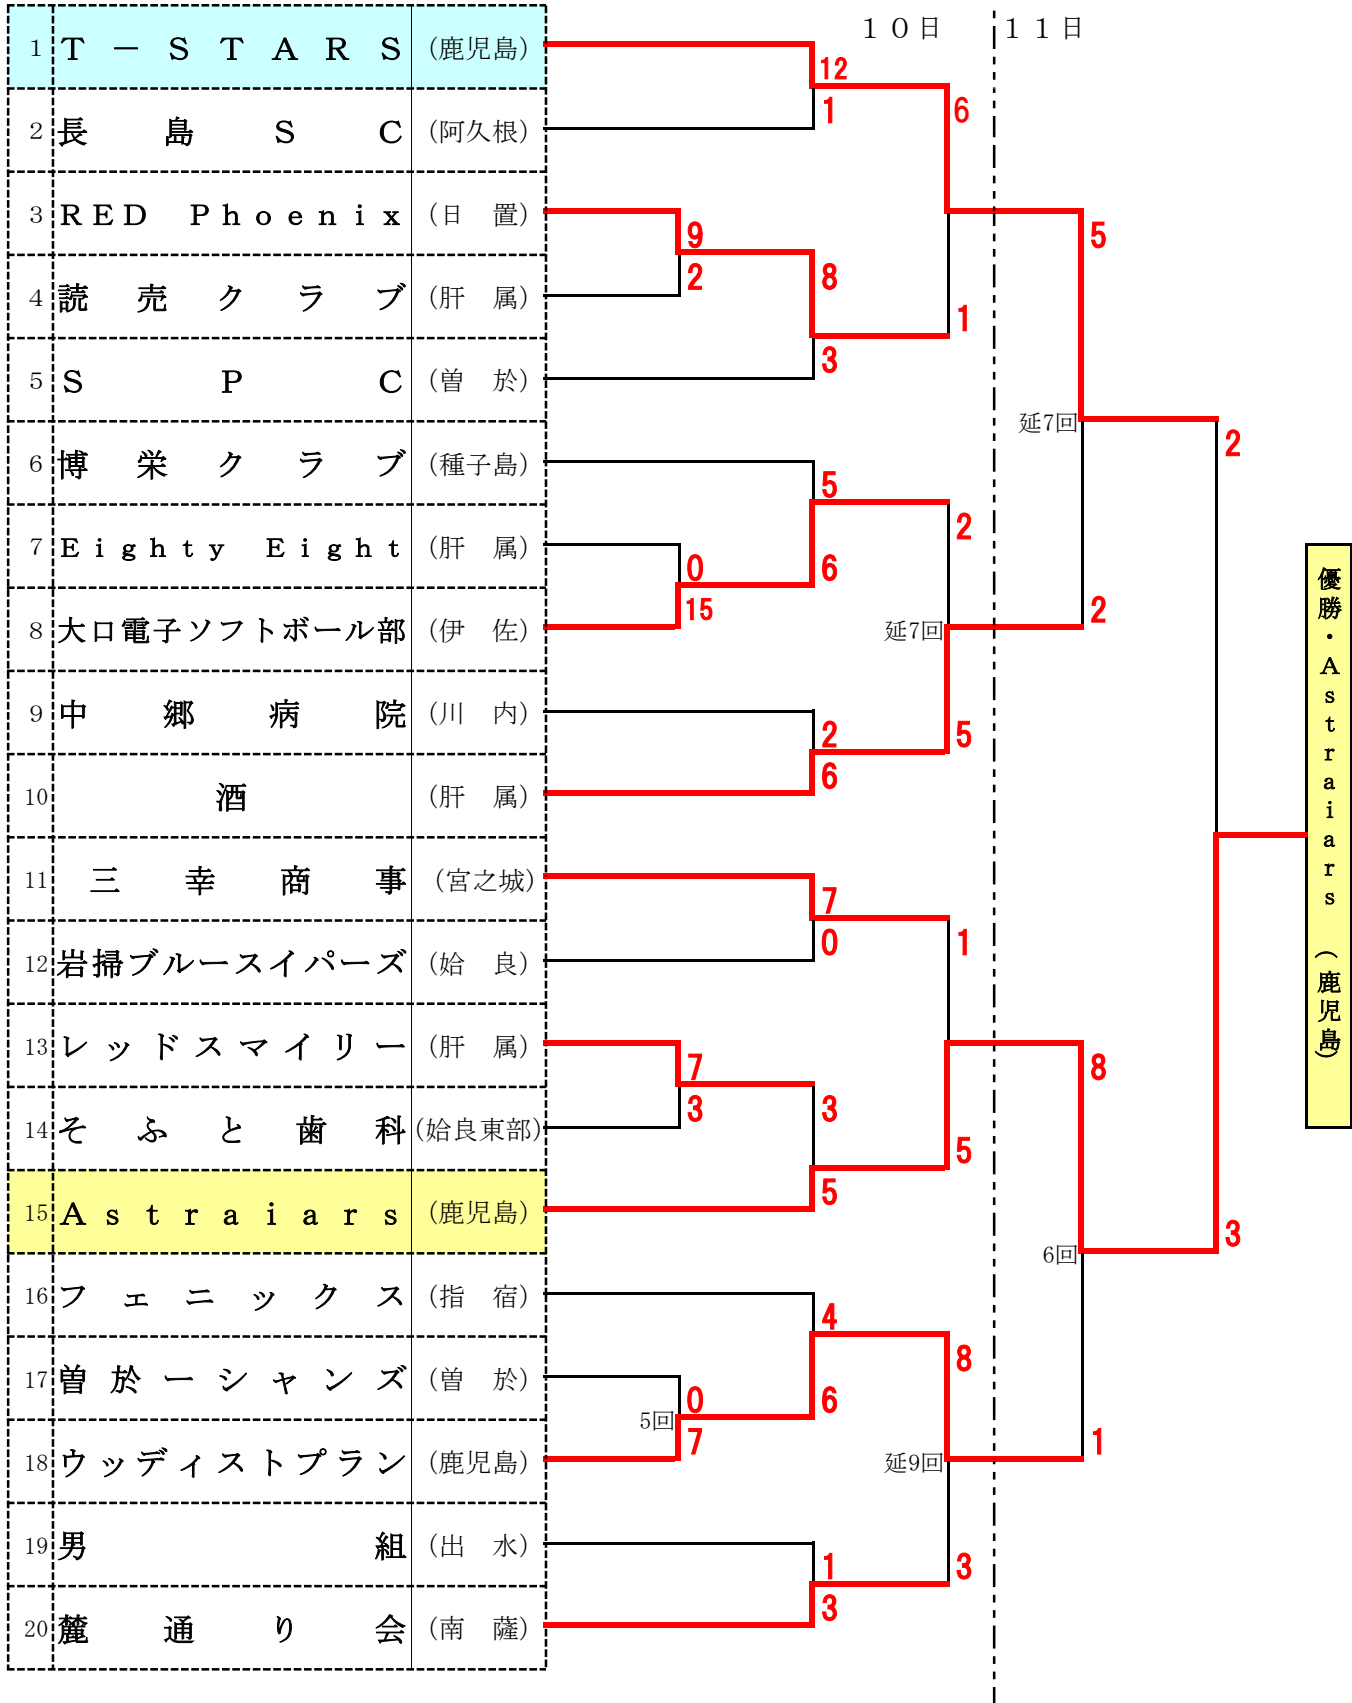 10日 11日
1 T－STARS (鹿児島)
12
1
6
2 長島SC (阿久根)
3 RED Phoenix (日 置)
9
2
8
5
4 読売クラブ (肝 属)
1
3
5 SPC (曽 於)
延7回
2
6 博栄クラブ (種子島)
5
2
7 Eighty Eight (肝 属)
0
6
15
2
8 大口電子ソフトボール部 (伊 佐)
延7回
9 中郷病院 (川 内)
2
5
6
10 酒 (肝 属)
11 三幸商事 (宮之城)
7
0
1
12 岩掃ブルースイパーズ (姶 良)
13 レッドスマイリー (肝 属)
7
3
3
8
14 そふと歯科 (姶良東部)
5
5
15 Astraiars (鹿児島)
3
6回
16 フェニックス (指 宿)
4
8
17 曽於ーシャンズ (曽 於)
5回
0
6
7
1
18 ウッディストプラン (鹿児島)
延9回
19 男組 (出 水)
1
3
3
20 麓通り会 (南 薩)
優勝・Astraiars （鹿児島）